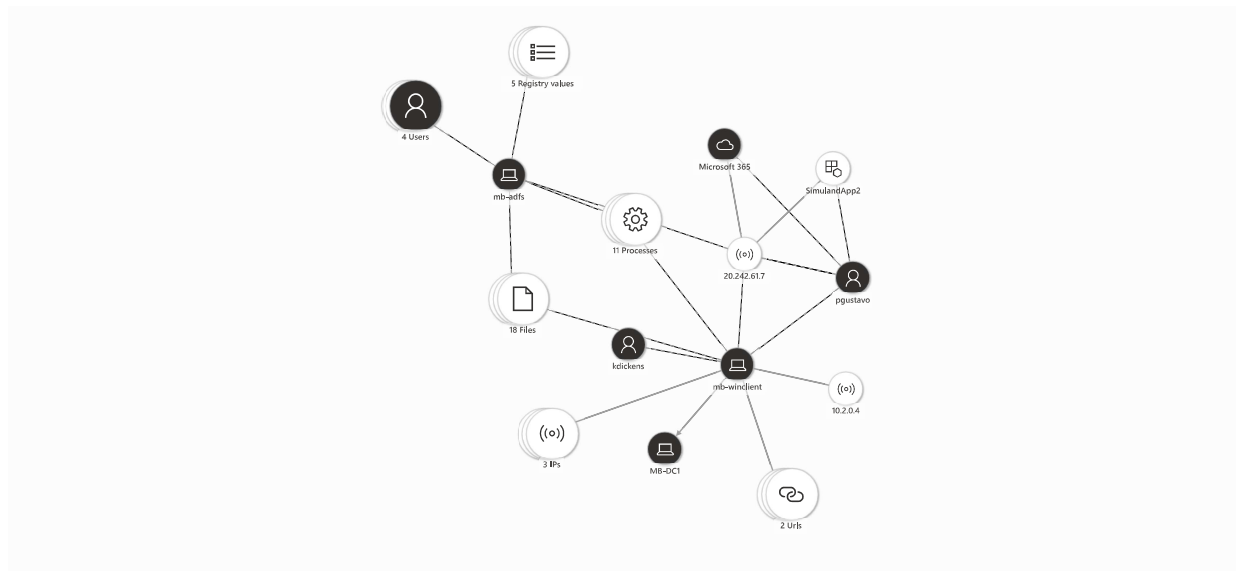 5 Registry values
4 Users
Microsoft 365
SimulandApp2
mb-adfs
11 Processes
20.242.61.7
pgustavo
18 Files
kdickens
mb-winclient
10.2.0.4
3 IPs
MB-DC1
2 Urls